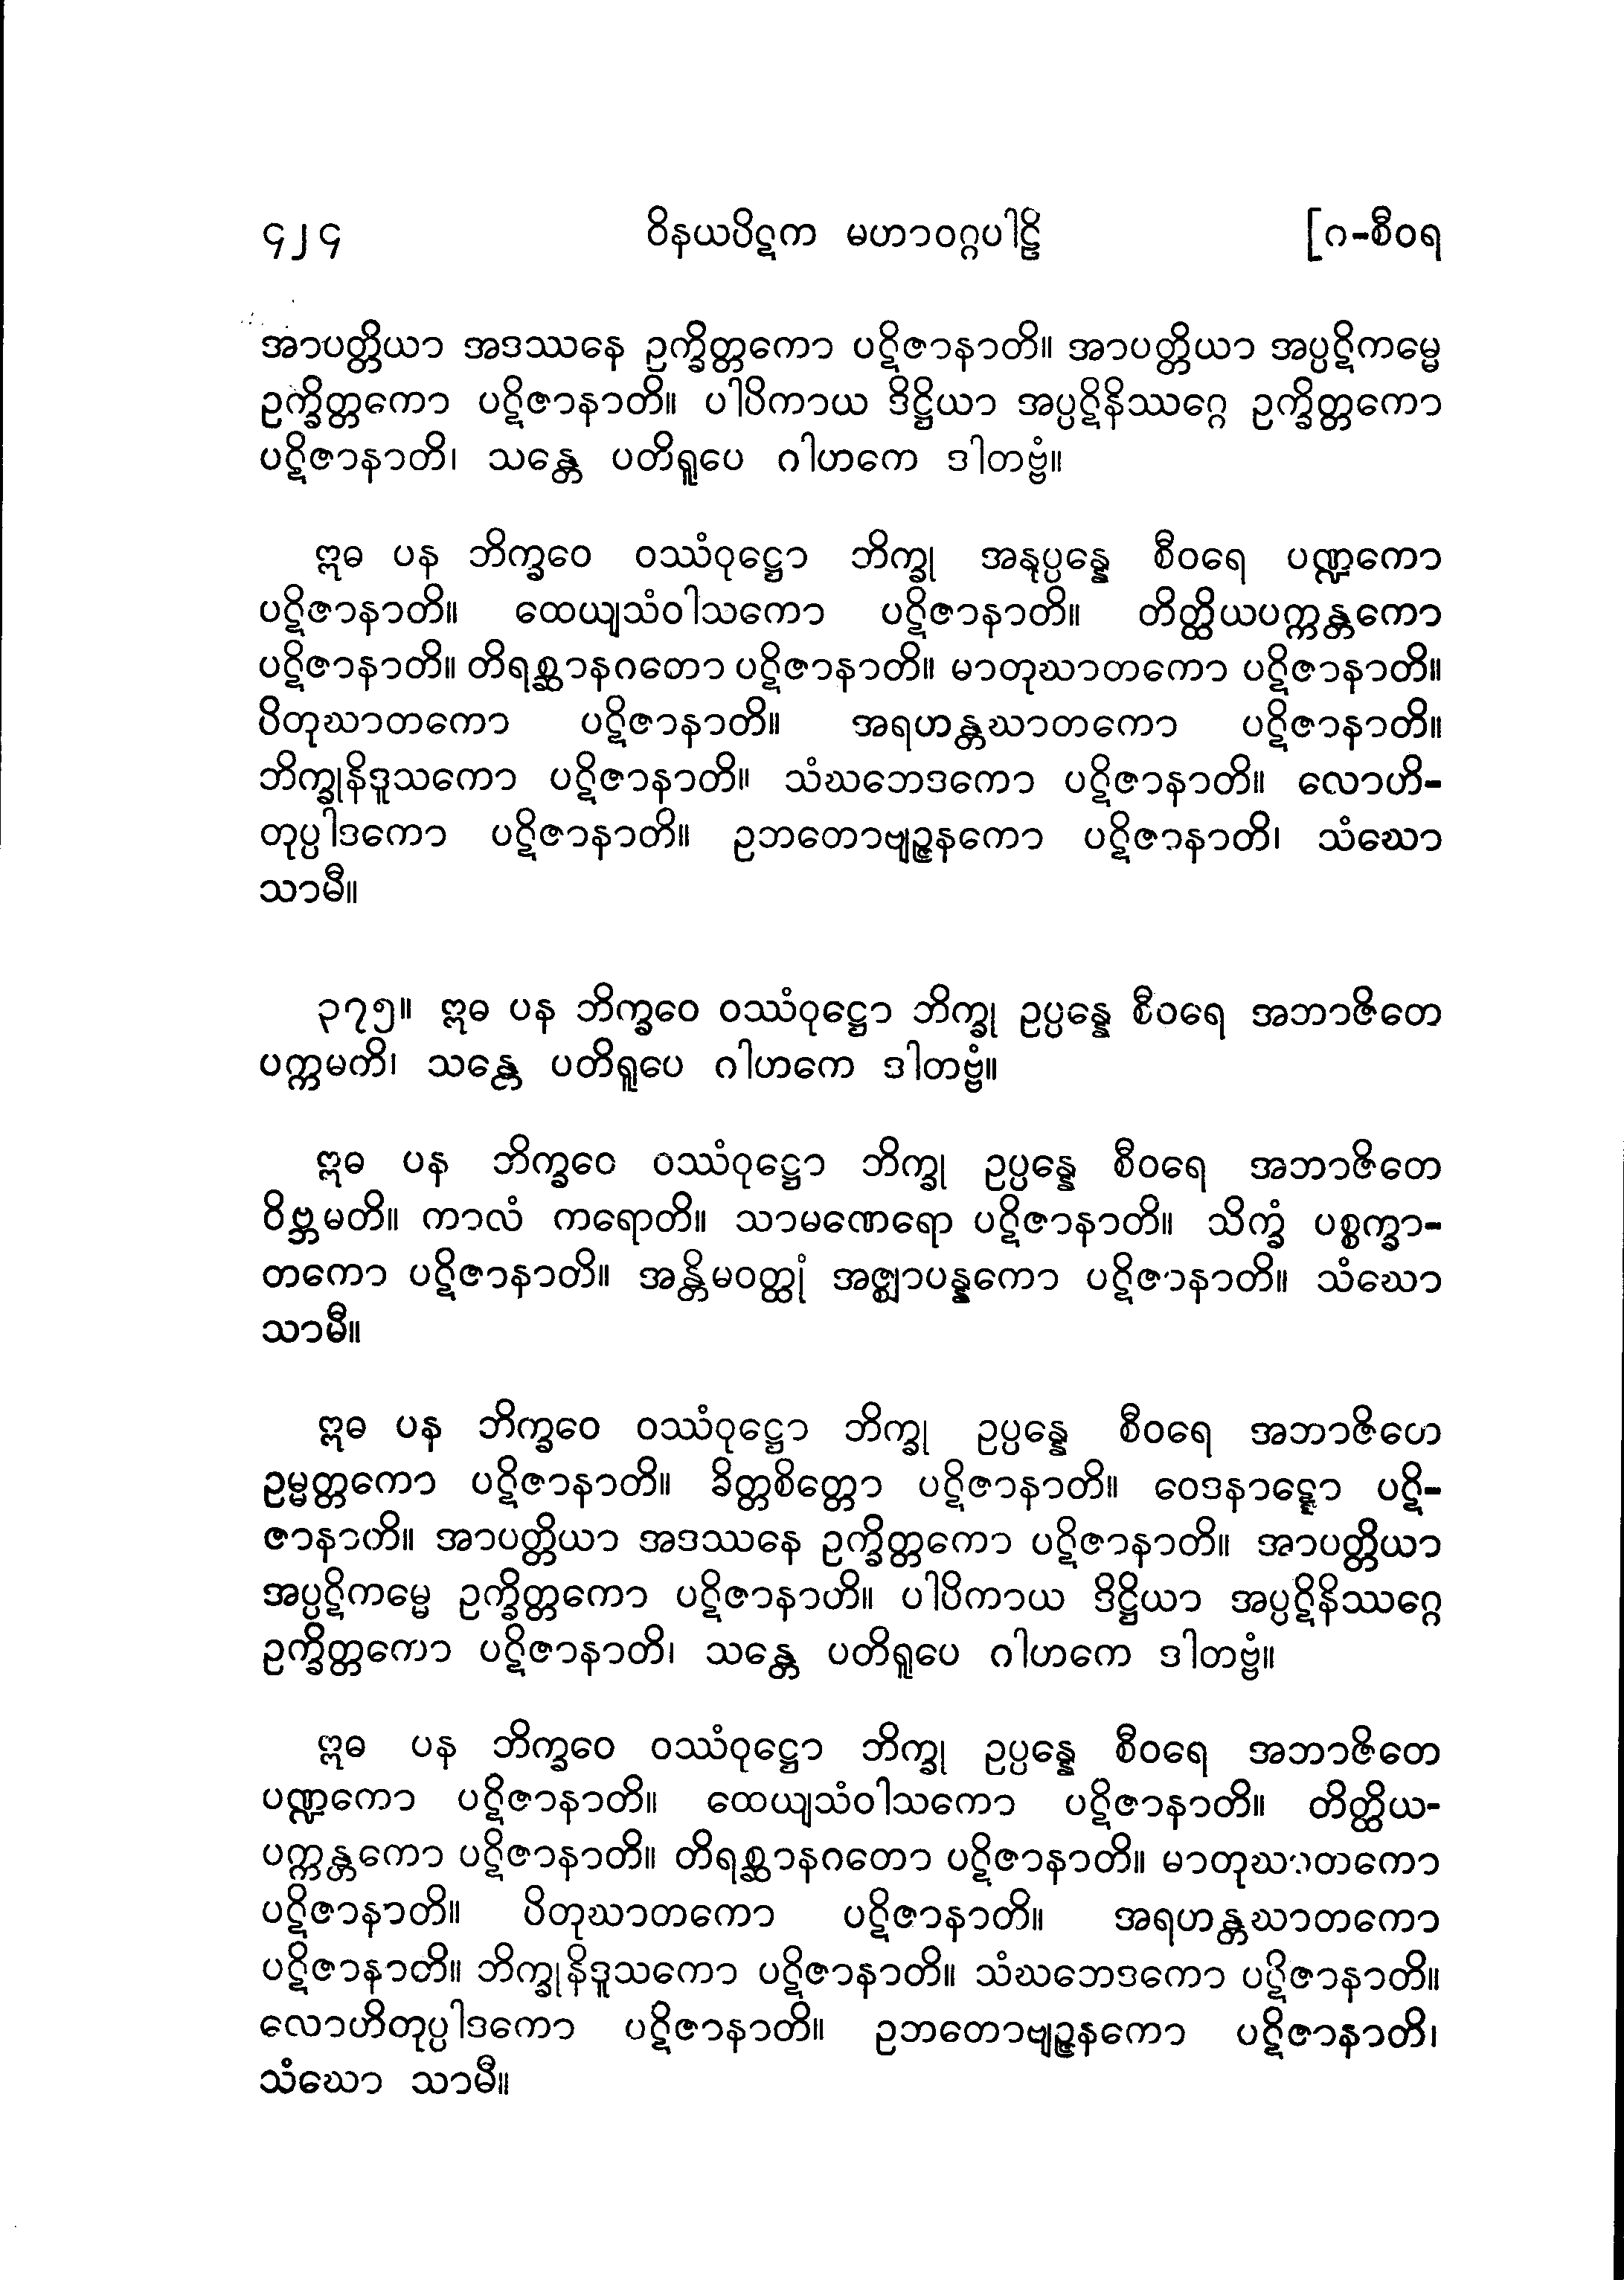 ၄၂၄ ဝိနယပိဋက မဟာဝဂ္ဂပါဠိ [၈-စီဝရ
အာပတ္တိယာ အဒဿနေ ဥက္ခိတ္တကော ပဋိဇာနာတိ။ အာပတ္တိယာ အပ္ပဋိကမ္မေ
ဥက္ခိတ္တကော ပဋိဇာနာတိ။ ပါပိကာယ ဒိဋ္ဌိယာ အပ္ပဋိနိဿဂ္ဂေ ဥက္ခိတ္တကော
ပဋိဇာနာတိ၊ သန္တေ ပတိရူပေ ဂါဟကေ ဒါတဗ္ဗံ။
ဣဓ ပန ဘိက္ခဝေ ဝဿံဝုဋ္ဌော ဘိက္ခု အနုပ္ပန္နေ စီဝရေ ပဏ္ဍကော
ပဋိဇာနာတိ။ ထေယျသံဝါသကော ပဋိဇာနာတိ။ တိတ္ထိယပက္ကန္တကော
ပဋိဇာနာတိ။ တိရစ္ဆာနဂတော ပဋိဇာနာတိ။ မာတုဃာတကော ပဋိဇာနာတိ။
ပိတုဃာတကော ပဋိဇာနာတိ။ အရဟန္တဃာတကော ပဋိဇာနာတိ။
ဘိက္ခုနိဒူသကော ပဋိဇာနာတိ။ သံဃဘေဒကော ပဋိဇာနာတိ။ လောဟိ-
တုပ္ပါဒကော ပဋိဇာနာတိ။ ဥဘတောဗျဉ္ဇနကော ပဋိဇာနာတိ၊ သံဃော
သာမီ။
၃၇၅။ ဣဓ ပန ဘိက္ခဝေ ဝဿံဝုဋ္ဌော ဘိက္ခု ဥပ္ပန္နေ စီဝရေ အဘာဇိတေ
ပက္ကမတိ၊ သန္တေ ပတိရူပေ ဂါဟကေ ဒါတဗ္ဗံ။
ဣဓ ပန ဘိက္ခဝေ ဝဿံဝုဋ္ဌော ဘိက္ခု ဥပ္ပန္နေ စီဝရေ အဘာဇိတေ
ဝိဗ္ဘမတိ။ ကာလံ ကရောတိ။ သာမဏေရော ပဋိဇာနာတိ။ သိက္ခံ ပစ္စက္ခာ-
တကော ပဋိဇာနာတိ။ အန္တိမဝတ္ထုံ အဇ္ဈာပန္နကော ပဋိဇာနာတိ။ သံဃော
သာမီ။
ဣဓ ပန ဘိက္ခဝေ ဝဿံဝုဋ္ဌော ဘိက္ခု ဥပ္ပန္နေ စီဝရေ အဘာဇိတေ
ဥမ္မတ္တကော ပဋိဇာနာတိ။ ခိတ္တစိတ္တော ပဋိဇာနာတိ။ ဝေဒနာဋ္ဋော ပဋိ-
ဇာနာတိ။ အာပတ္တိယာ အဒဿနေ ဥက္ခိတ္တကော ပဋိဇာနာတိ။ အာပတ္တိယာ
အပ္ပဋိကမ္မေ ဥက္ခိတ္တကော ပဋိဇာနာတိ။ ပါပိကာယ ဒိဋ္ဌိယာ အပ္ပဋိနိဿဂ္ဂေ
ဥက္ခိတ္တကော ပဋိဇာနာတိ၊ သန္တေ ပတိရူပေ ဂါဟကေ ဒါတဗ္ဗံ။
ဣဓ ပန ဘိက္ခဝေ ဝဿံဝုဋ္ဌော ဘိက္ခု ဥပ္ပန္နေ စီဝရေ အဘာဇိတေ
ပဏ္ဍကော ပဋိဇာနာတိ။ ထေယျသံဝါသကော ပဋိဇာနာတိ။ တိတ္ထိယ-
ပက္ကန္တကော ပဋိဇာနာတိ။ တိရစ္ဆာနဂတော ပဋိဇာနာတိ။ မာတုဃာတကော
ပဋိဇာနာတိ။ ပိတုဃာတကော ပဋိဇာနာတိ။ အရဟန္တဃာတကော
ပဋိဇာနာတိ။ ဘိက္ခုနိဒူသကော ပဋိဇာနာတိ။ သံဃဘေဒကော ပဋိဇာနာတိ။
လောဟိတုပ္ပါဒကော ပဋိဇာနာတိ။ ဥဘတောဗျဉ္ဇနကော ပဋိဇာနာတိ၊
သံဃော သာမီ။